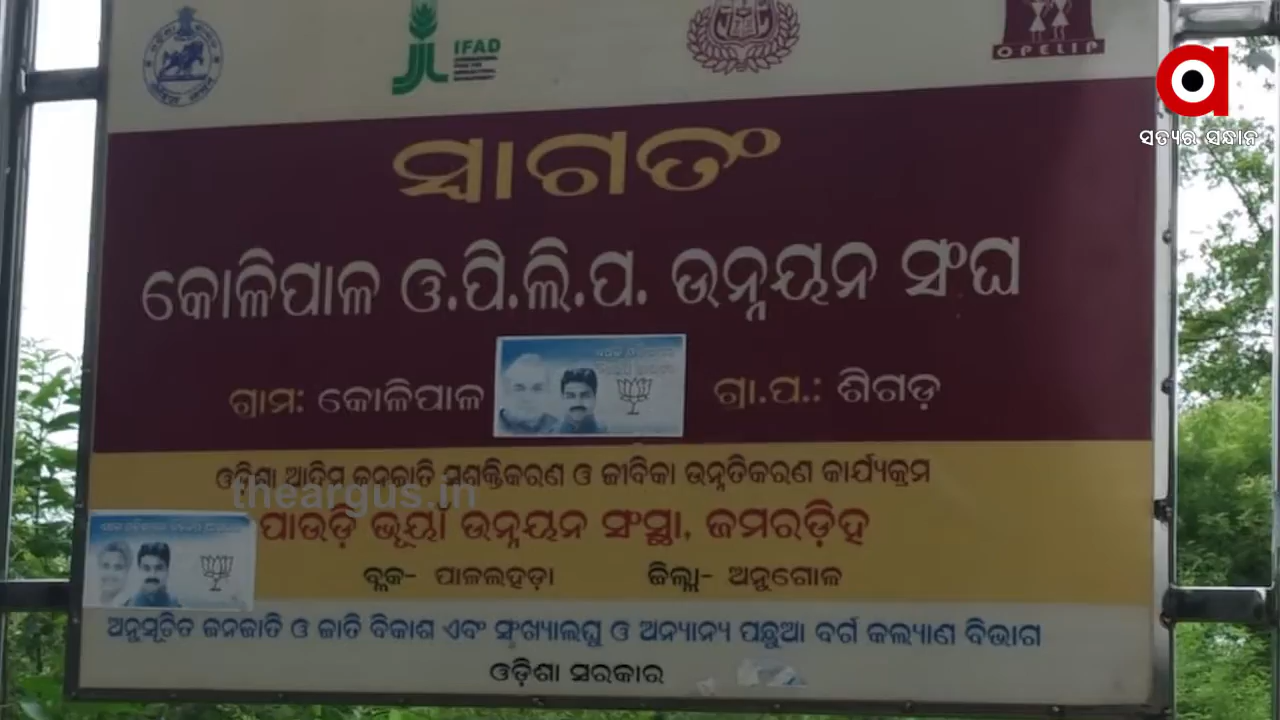 IFAD
OPELIP
ସତ୍ୟର ସନ୍ଧାନ
ସ୍ୱାଗତଂ
କୋଳିପାଳ ଓ.ପି.ଲି.ପ. ଉନ୍ନୟନ ସଂଘ
ଗ୍ରାମ: କୋଳିପାଳ ଗ୍ରା.ପ.: ଶିଗଡ଼
ଓଡ଼ିଶା ଆଦିମ ଜନଜାତି ସଶକ୍ତିକରଣ ଓ ଜୀବିକା ଉନ୍ନତିକରଣ କାର୍ଯ୍ୟକ୍ରମ
theargus.in
ପାଉଡ଼ି ଭୂୟାଁ ଉନ୍ନୟନ ସଂସ୍ଥା, ଜମରଡ଼ିହ
ବ୍ଲକ- ପାଳଲହଡ଼ା ଜିଲ୍ଲା- ଅନୁଗୋଳ
ଅନୁସୂଚିତ ଜନଜାତି ଓ ଜାତି ବିକାଶ ଏବଂ ସଂଖ୍ୟାଲଘୁ ଓ ଅନ୍ୟାନ୍ୟ ପଛୁଆ ବର୍ଗ କଲ୍ୟାଣ ବିଭାଗ
ଓଡ଼ିଶା ସରକାର